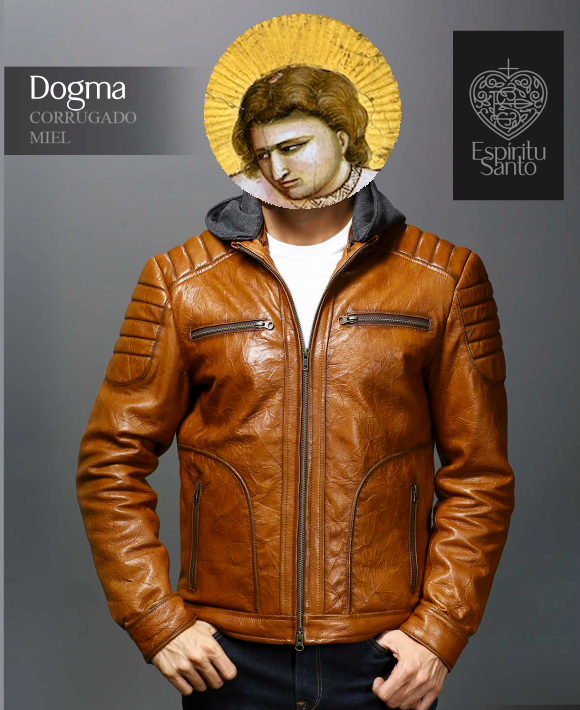 Dogma
CORRUGADO
MIEL
Espíritu
Santo